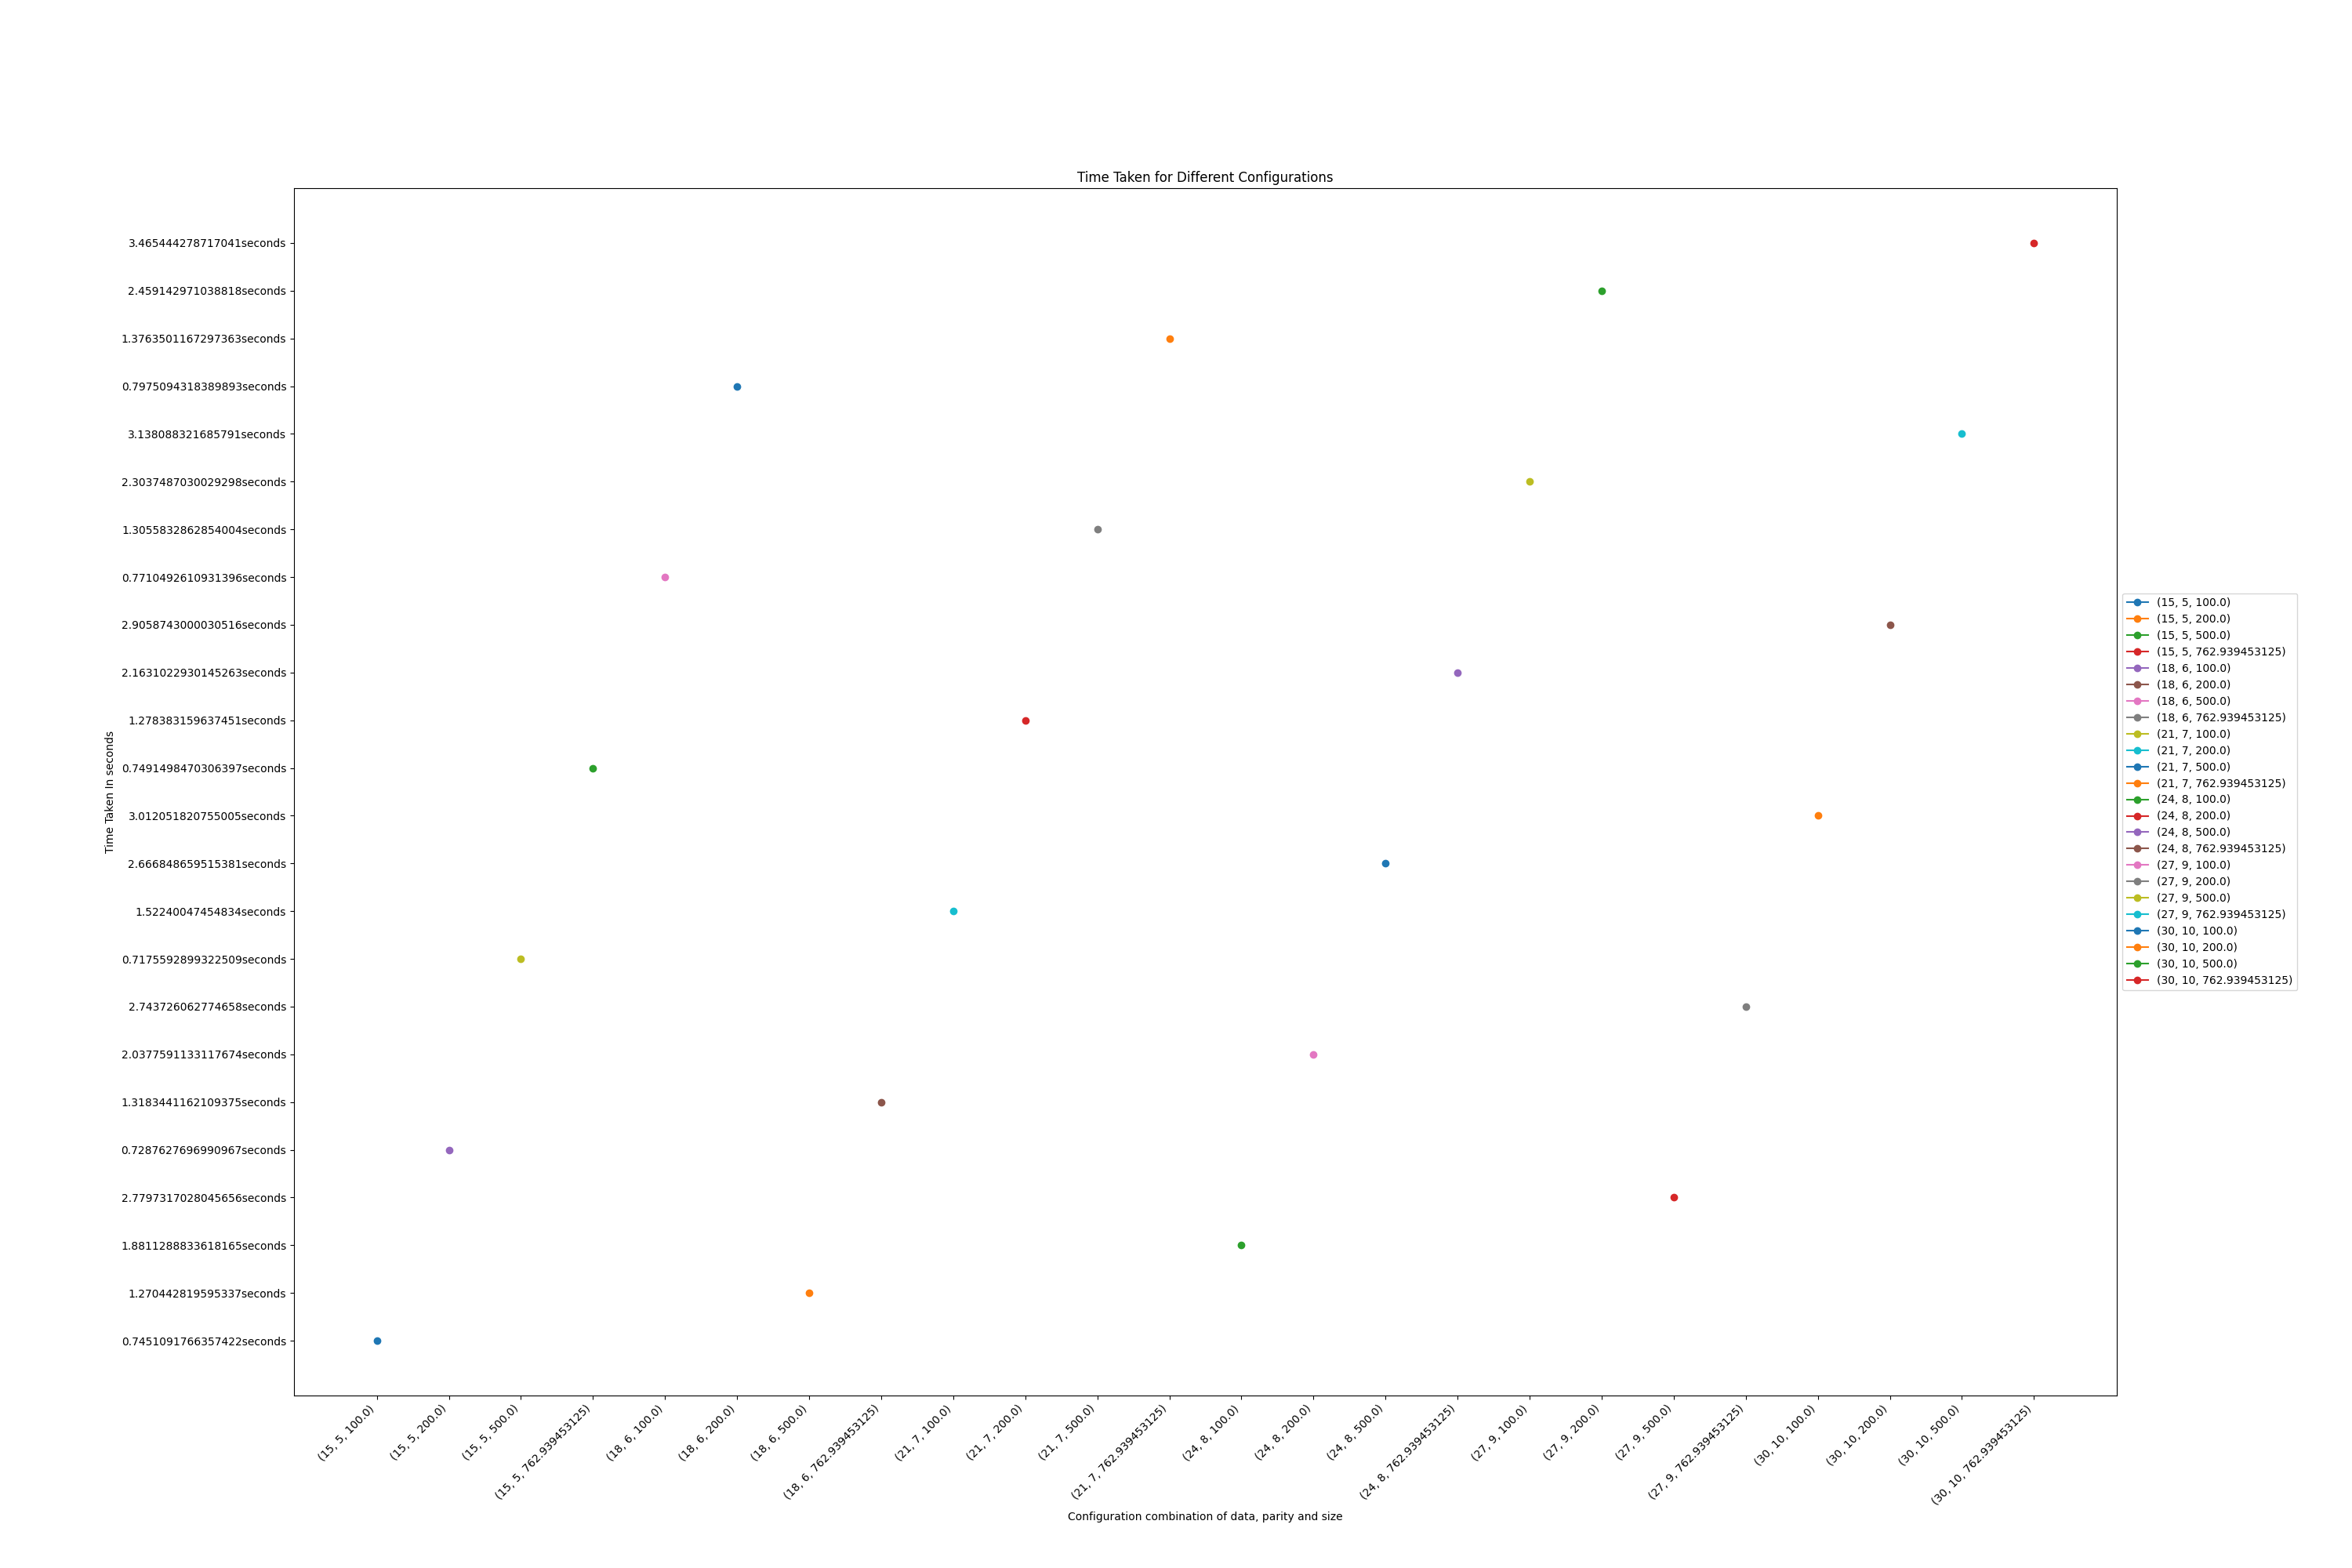 Time Taken for Different Configurations
3.465444278717041seconds
2.459142971038818seconds
1.3763501167297363seconds
0.7975094318389893seconds
3.138088321685791seconds
2.3037487030029298seconds
1.3055832862854004seconds
0.7710492610931396seconds
2.9058743000030516seconds
2.1631022930145263seconds
1.278383159637451seconds
0.7491498470306397seconds
3.012051820755005seconds
2.666848659515381seconds
1.52240047454834seconds
0.7175592899322509seconds
2.743726062774658seconds
2.0377591133117674seconds
1.3183441162109375seconds
0.7287627696990967seconds
2.7797317028045656seconds
1.8811288833618165seconds
1.270442819595337seconds
0.7451091766357422seconds
Time Taken In seconds
(15, 5, 100.0)
(15, 5, 200.0)
(15, 5, 500.0)
(15, 5, 762.939453125)
(18, 6, 100.0)
(18, 6, 200.0)
(18, 6, 500.0)
(18, 6, 762.939453125)
(21, 7, 100.0)
(21, 7, 200.0)
(21, 7, 500.0)
(21, 7, 762.939453125)
(24, 8, 100.0)
(24, 8, 200.0)
(24, 8, 500.0)
(24, 8, 762.939453125)
(27, 9, 100.0)
(27, 9, 200.0)
(27, 9, 500.0)
(27, 9, 762.939453125)
(30, 10, 100.0)
(30, 10, 200.0)
(30, 10, 500.0)
(30, 10, 762.939453125)
Configuration combination of data, parity and size
(15, 5, 100.0)
(15, 5, 200.0)
(15, 5, 500.0)
(15, 5, 762.939453125)
(18, 6, 100.0)
(18, 6, 200.0)
(18, 6, 500.0)
(18, 6, 762.939453125)
(21, 7, 100.0)
(21, 7, 200.0)
(21, 7, 500.0)
(21, 7, 762.939453125)
(24, 8, 100.0)
(24, 8, 200.0)
(24, 8, 500.0)
(24, 8, 762.939453125)
(27, 9, 100.0)
(27, 9, 200.0)
(27, 9, 500.0)
(27, 9, 762.939453125)
(30, 10, 100.0)
(30, 10, 200.0)
(30, 10, 500.0)
(30, 10, 762.939453125)